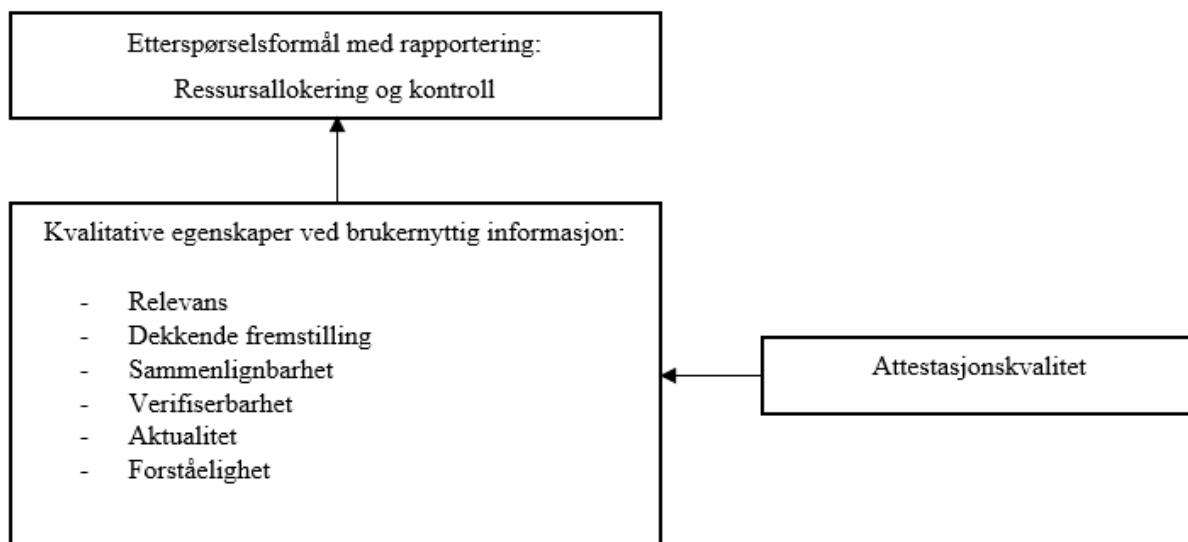 Etterspørselsformål med rapportering:
Ressursallokering og kontroll
Kvalitative egenskaper ved brukernyttig informasjon:
- Relevans
- Dekkende fremstilling
- Sammenlignbarhet
- Verifiserbarhet
- Aktualitet
- Forståelighet
Attestasjonskvalitet